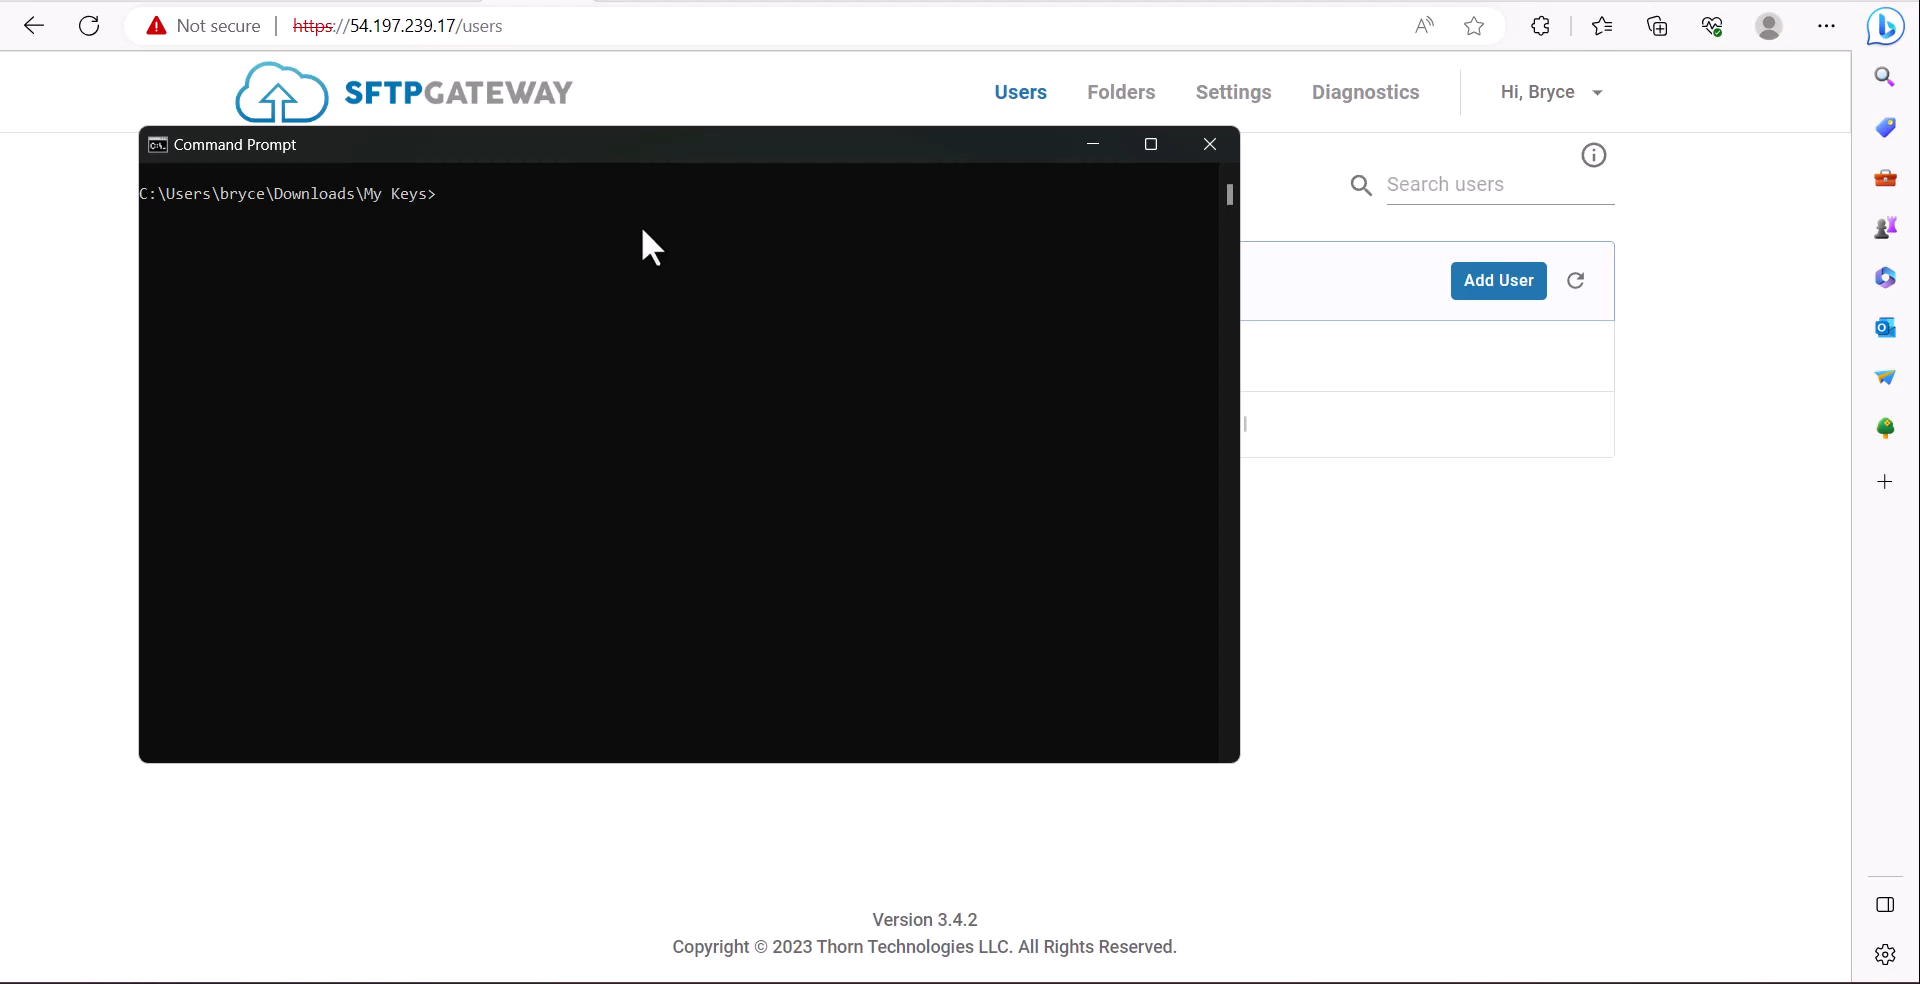 Not secure | https://54.197.239.17/users
SFTPGATEWAY
Users Folders Settings Diagnostics Hi, Bryce
Command Prompt
C:\Users\bryce\Downloads\My Keys>
Search users
Add User
Version 3.4.2
Copyright © 2023 Thorn Technologies LLC. All Rights Reserved.